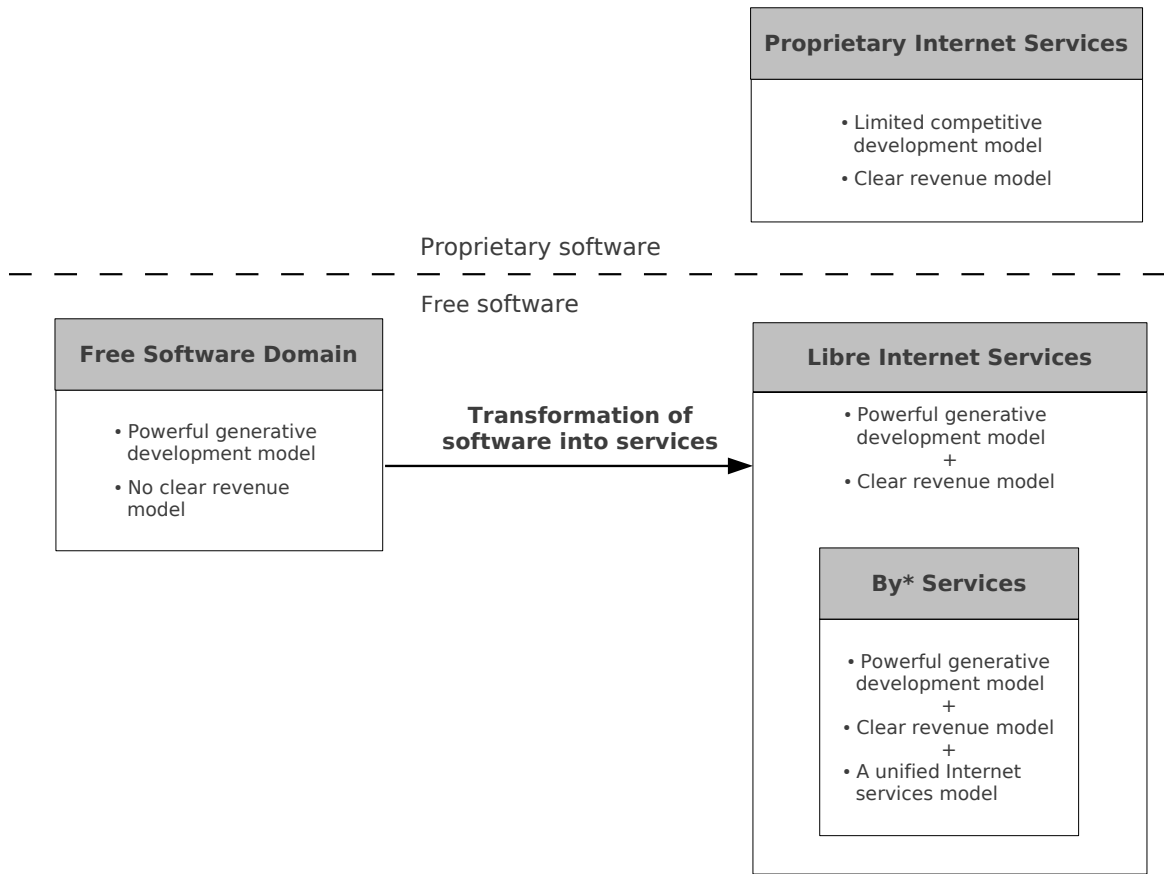 Proprietary Internet Services
• Limited competitive
development model
• Clear revenue model
Proprietary software
Free software
Free Software Domain
• Powerful generative
development model
• No clear revenue
model
Transformation of
software into services
Libre Internet Services
• Powerful generative
development model
+
• Clear revenue model
By* Services
• Powerful generative
development model
+
• Clear revenue model
+
• A unified Internet
services model